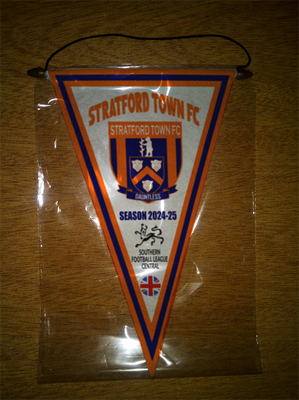 STRATFORD TOWN FC
STRATFORD TOWN FC
DAUNTLESS
SEASON 2024-25
SOUTHERN
FOOTBALL LEAGUE
CENTRAL